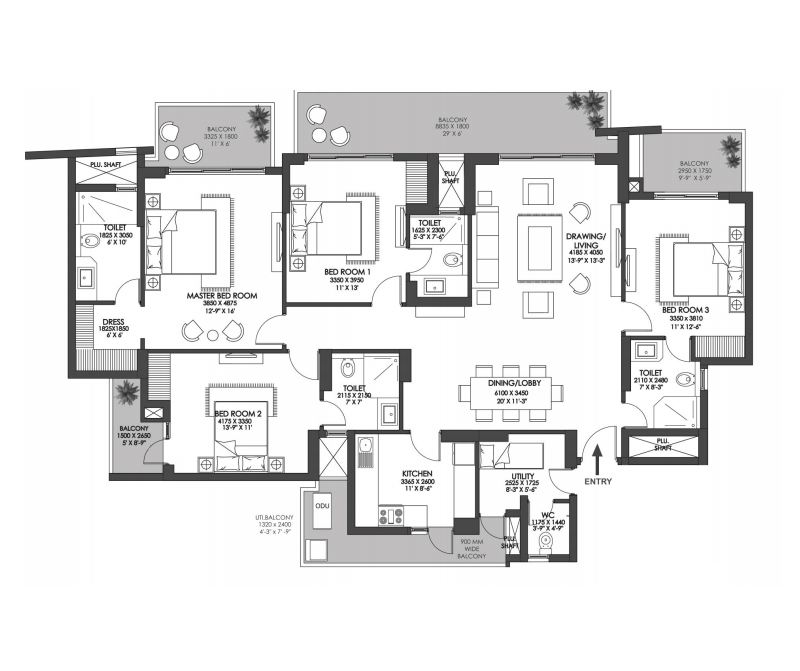 BALCONY
3325 X 1800
11' X 6'
BALCONY
8835 X 1800
29' X 6'
PLU. SHAFT
PLU.
SHAFT
BALCONY
2950 X 1750
9'-9" X 5'-9"
TOILET
1825 X 3050
6' X 10'
MASTER BED ROOM
3850 X 4875
12'-9" X 16'
BED ROOM 1
3350 X 3950
11' X 13'
TOILET
1625 X 2300
5'-3" X 7'-6"
DRAWING/
LIVING
4185 X 4050
13'-9" X 13'-3"
BED ROOM 3
3350 x 3810
11' X 12'-6"
DRESS
1825X1850
6' X 6'
TOILET
2110 X 2480
7' X 8'-3"
BALCONY
1500 X 2650
5' X 8'-9"
BED ROOM 2
4175 X 3350
13'-9" X 11'
TOILET
2115 X 2150
7' X 7'
DINING/LOBBY
6100 X 3450
20' X 11'-3"
PLU.
SHAFT
KITCHEN
3365 X 2600
11' X 8'-6"
UTILITY
2525 X 1725
8'-3" X 5'-6"
ENTRY
UTI.BALCONY
1320 x 2400
4'-3" x 7'-9"
ODU
WC
1175 X 1440
3'-9" X 4'-9"
900 MM
WIDE
BALCONY
PLU.
SHAFT